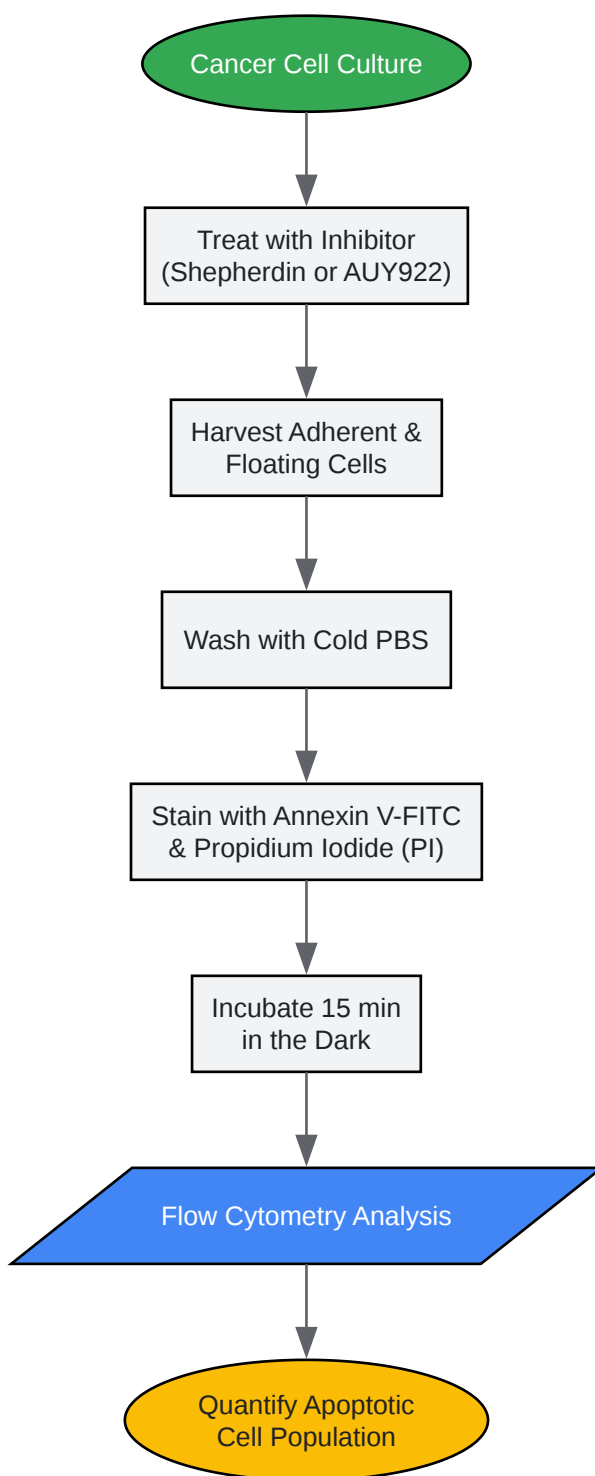 Cancer Cell Culture
Treat with Inhibitor
(Shepherdin or AUY922)
Harvest Adherent &
Floating Cells
Wash with Cold PBS
Stain with Annexin V-FITC
& Propidium Iodide (PI)
Incubate 15 min
in the Dark
Flow Cytometry Analysis
Quantify Apoptotic
Cell Population